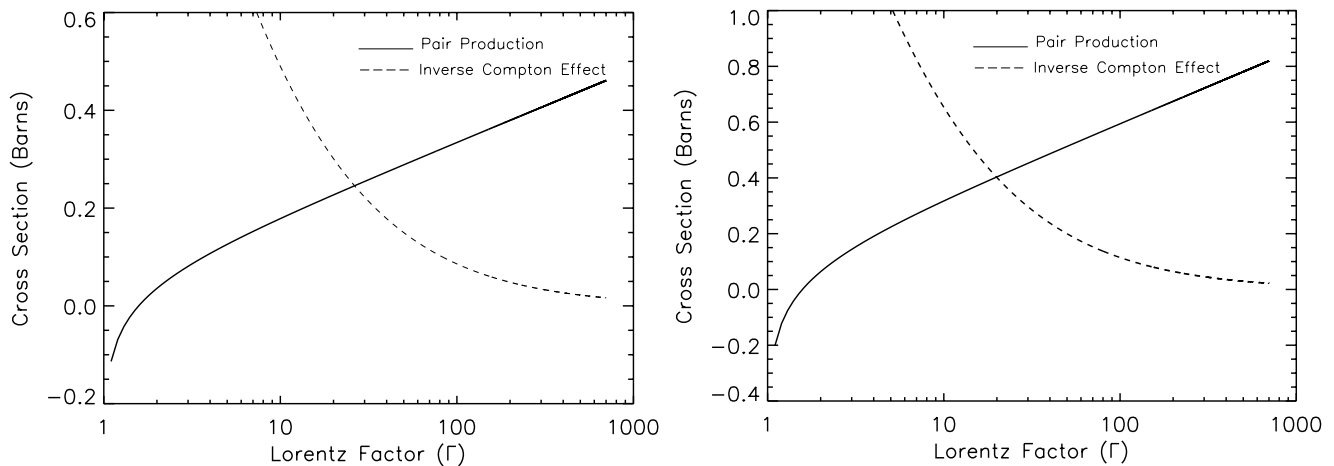 0.6
0.4
0.2
0.0
−0.2
Cross Section (Barns)
Pair Production
Inverse Compton Effect
1
10
100
1000
Lorentz Factor (Γ)
1.0
0.8
0.6
0.4
0.2
0.0
−0.2
−0.4
Cross Section (Barns)
Pair Production
Inverse Compton Effect
1
10
100
1000
Lorentz Factor (Γ)